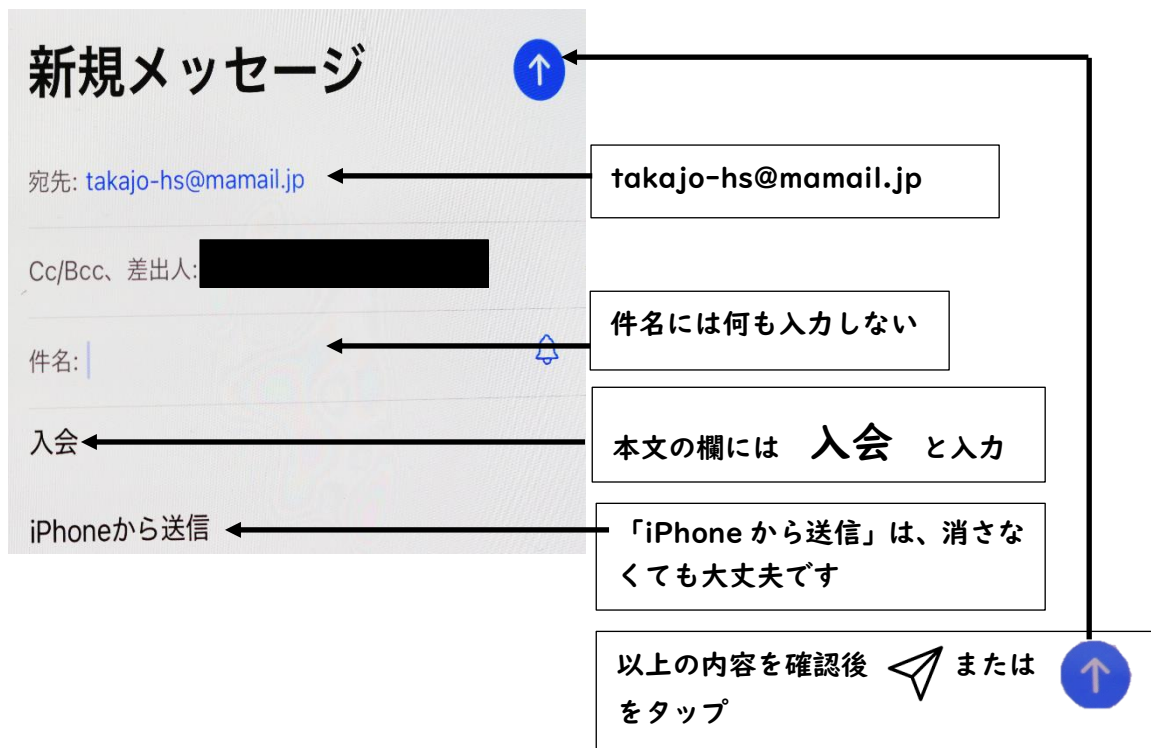 新規メッセージ
宛先: takajo-hs@mamail.jp
takajo-hs@mamail.jp
Cc/Bcc、差出人:
件名:
件名には何も入力しない
入会
本文の欄には 入会 と入力
iPhoneから送信
「iPhone から送信」は、消さな
くても大丈夫です
以上の内容を確認後 または
をタップ